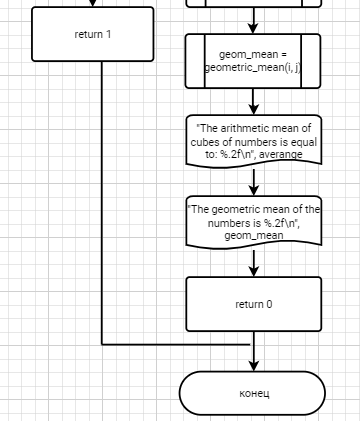 return 1
geom_mean =
geometric_mean(i, j)
"The arithmetic mean of
cubes of numbers is equal
to: %.2f\n", averange
"The geometric mean of the
numbers is %.2f\n",
geom_mean
return 0
конец